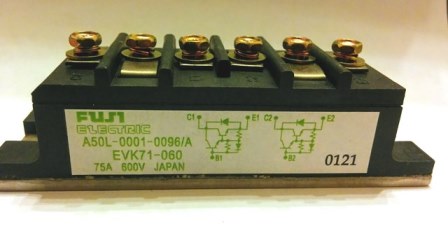 FUJI
ELECTRIC
A50L-0001-0096/A
EVK71-060
75A 600V JAPAN
C1 E1 C2 E2
B1 B2
0121